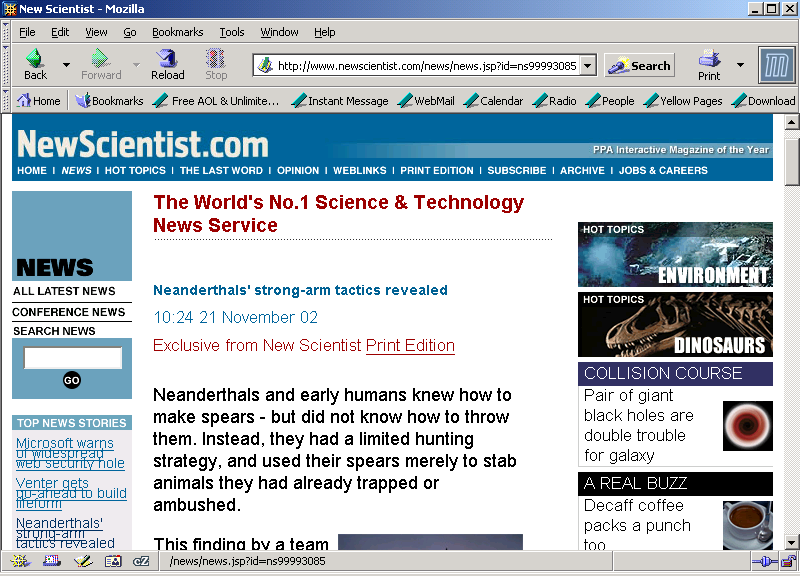 New Scientist - Mozilla
File Edit View Go Bookmarks Tools Window Help
Back Forward Reload Stop http://www.newscientist.com/news/news.jsp?id=ns99993085 Search Print
Home Bookmarks Free AOL & Unlimite... Instant Message WebMail Calendar Radio People Yellow Pages Download
NewScientist.com
PPA Interactive Magazine of the Year
HOME | NEWS | HOT TOPICS | THE LAST WORD | OPINION | WEBLINKS | PRINT EDITION | SUBSCRIBE | ARCHIVE | JOBS & CAREERS
NEWS
ALL LATEST NEWS
CONFERENCE NEWS
SEARCH NEWS
GO
TOP NEWS STORIES
Microsoft warns
of widespread
web security hole
Venter gets
go-ahead to build
lifeform
Neanderthals'
strong-arm
tactics revealed
The World's No.1 Science & Technology
News Service
Neanderthals' strong-arm tactics revealed
10:24 21 November 02
Exclusive from New Scientist Print Edition
Neanderthals and early humans knew how to
make spears - but did not know how to throw
them. Instead, they had a limited hunting
strategy, and used their spears merely to stab
animals they had already trapped or
ambushed.
This finding by a team
HOT TOPICS
ENVIRONMENT
HOT TOPICS
DINOSAURS
COLLISION COURSE
Pair of giant
black holes are
double trouble
for galaxy
A REAL BUZZ
Decaff coffee
packs a punch
too
/news/news.jsp?id=ns99993085